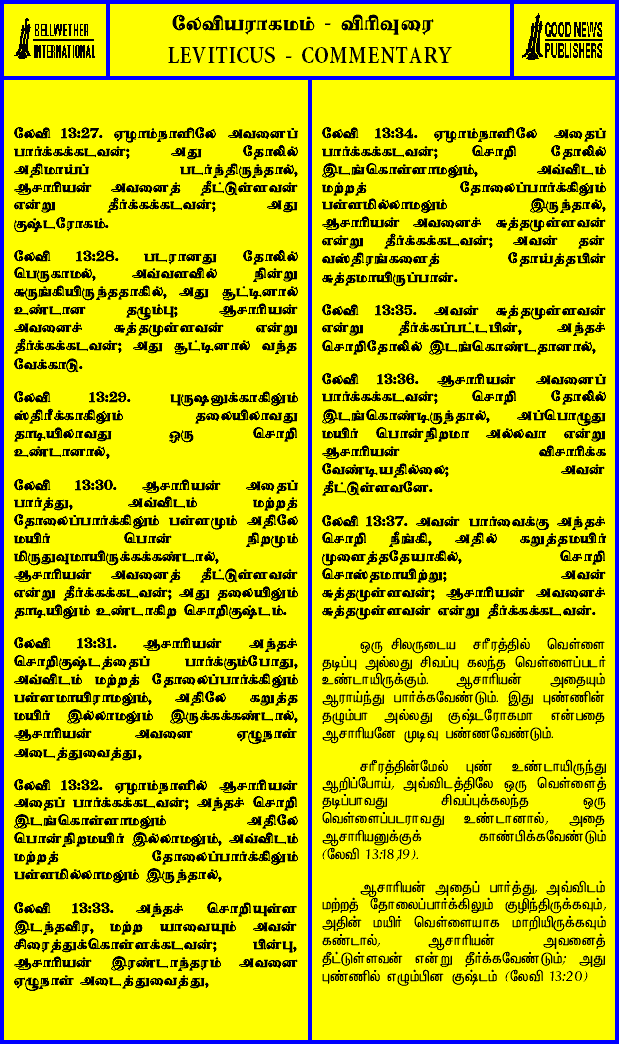 BELLWETHER
INTERNATIONAL
லேவியராகமம் - விரிவுரை
LEVITICUS - COMMENTARY
GOOD NEWS
PUBLISHERS
லேவி 13:27. ஏழாம்நாளிலே அவனைப்
பார்க்கக்கடவன்; அது தோலில்
அதிமாய்ப் படர்ந்திருந்தால்,
ஆசாரியன் அவனைத் தீட்டுள்ளவன்
என்று தீர்க்கக்கடவன்; அது
குஷ்டரோகம்.
லேவி 13:28. படரானது தோலில்
பெருகாமல், அவ்வளவில் நின்று
சுருங்கியிருந்ததாகில், அது சூட்டினால்
உண்டான தழும்பு; ஆசாரியன்
அவனைச் சுத்தமுள்ளவன் என்று
தீர்க்கக்கடவன்; அது சூட்டினால் வந்த
வேக்காடு.
லேவி 13:29. புருஷனுக்காகிலும்
ஸ்திரீக்காகிலும் தலையிலாவது
தாடியிலாவது ஒரு சொறி
உண்டானால்,
லேவி 13:30. ஆசாரியன் அதைப்
பார்த்து, அவ்விடம் மற்றத்
தோலைப்பார்க்கிலும் பள்ளமும் அதிலே
மயிர் பொன் நிறமும்
மிருதுவுமாயிருக்கக்கண்டால்,
ஆசாரியன் அவனைத் தீட்டுள்ளவன்
என்று தீர்க்கக்கடவன்; அது தலையிலும்
தாடியிலும் உண்டாகிற சொறிகுஷ்டம்.
லேவி 13:31. ஆசாரியன் அந்தச்
சொறிகுஷ்டத்தைப் பார்க்கும்போது,
அவ்விடம் மற்றத் தோலைப்பார்க்கிலும்
பள்ளமாயிராமலும், அதிலே கறுத்த
மயிர் இல்லாமலும் இருக்கக்கண்டால்,
ஆசாரியன் அவனை ஏழுநாள்
அடைத்துவைத்து,
லேவி 13:32. ஏழாம்நாளில் ஆசாரியன்
அதைப் பார்க்கக்கடவன்; அந்தச் சொறி
இடங்கொள்ளாமலும் அதிலே
பொன்நிறமயிர் இல்லாமலும், அவ்விடம்
மற்றத் தோலைப்பார்க்கிலும்
பள்ளமில்லாமலும் இருந்தால்,
லேவி 13:33. அந்தச் சொறியுள்ள
இடந்தவிர, மற்ற யாவையும் அவன்
சிரைத்துக்கொள்ளக்கடவன்; பின்பு,
ஆசாரியன் இரண்டாந்தரம் அவனை
ஏழுநாள் அடைத்துவைத்து,
லேவி 13:34. ஏழாம்நாளிலே அதைப்
பார்க்கக்கடவன்; சொறி தோலில்
இடங்கொள்ளாமலும், அவ்விடம்
மற்றத் தோலைப்பார்க்கிலும்
பள்ளமில்லாமலும் இருந்தால்,
ஆசாரியன் அவனைச் சுத்தமுள்ளவன்
என்று தீர்க்கக்கடவன்; அவன் தன்
வஸ்திரங்களைத் தோய்த்தபின்
சுத்தமாயிருப்பான்.
லேவி 13:35. அவன் சுத்தமுள்ளவன்
என்று தீர்க்கப்பட்டபின், அந்தச்
சொறிதோலில் இடங்கொண்டதானால்,
லேவி 13:36. ஆசாரியன் அவனைப்
பார்க்கக்கடவன்; சொறி தோலில்
இடங்கொண்டிருந்தால், அப்பொழுது
மயிர் பொன்நிறமா அல்லவா என்று
ஆசாரியன் விசாரிக்க
வேண்டியதில்லை; அவன்
தீட்டுள்ளவனே.
லேவி 13:37. அவன் பார்வைக்கு அந்தச்
சொறி நீங்கி, அதில் கறுத்தமயிர்
முளைத்ததேயாகில், சொறி
சொஸ்தமாயிற்று; அவன்
சுத்தமுள்ளவன்; ஆசாரியன் அவனைச்
சுத்தமுள்ளவன் என்று தீர்க்கக்கடவன்.
ஒரு சிலருடைய சரீரத்தில் வெள்ளை
தடிப்பு அல்லது சிவப்பு கலந்த வெள்ளைப்படர்
உண்டாயிருக்கும். ஆசாரியன் அதையும்
ஆராய்ந்து பார்க்கவேண்டும். இது புண்ணின்
தழும்பா அல்லது குஷ்டரோகமா என்பதை
ஆசாரியனே முடிவு பண்ணவேண்டும்.
சரீரத்தின்மேல் புண் உண்டாயிருந்து
ஆறிப்போய், அவ்விடத்திலே ஒரு வெள்ளைத்
தடிப்பாவது சிவப்புக்கலந்த ஒரு
வெள்ளைப்படராவது உண்டானால், அதை
ஆசாரியனுக்குக் காண்பிக்கவேண்டும்
(லேவி 13:18,19).
ஆசாரியன் அதைப் பார்த்து, அவ்விடம்
மற்றத் தோலைப்பார்க்கிலும் குழிந்திருக்கவும்,
அதின் மயிர் வெள்ளையாக மாறியிருக்கவும்
கண்டால், ஆசாரியன் அவனைத்
தீட்டுள்ளவன் என்று தீர்க்கவேண்டும்; அது
புண்ணில் எழும்பின குஷ்டம் (லேவி 13:20)